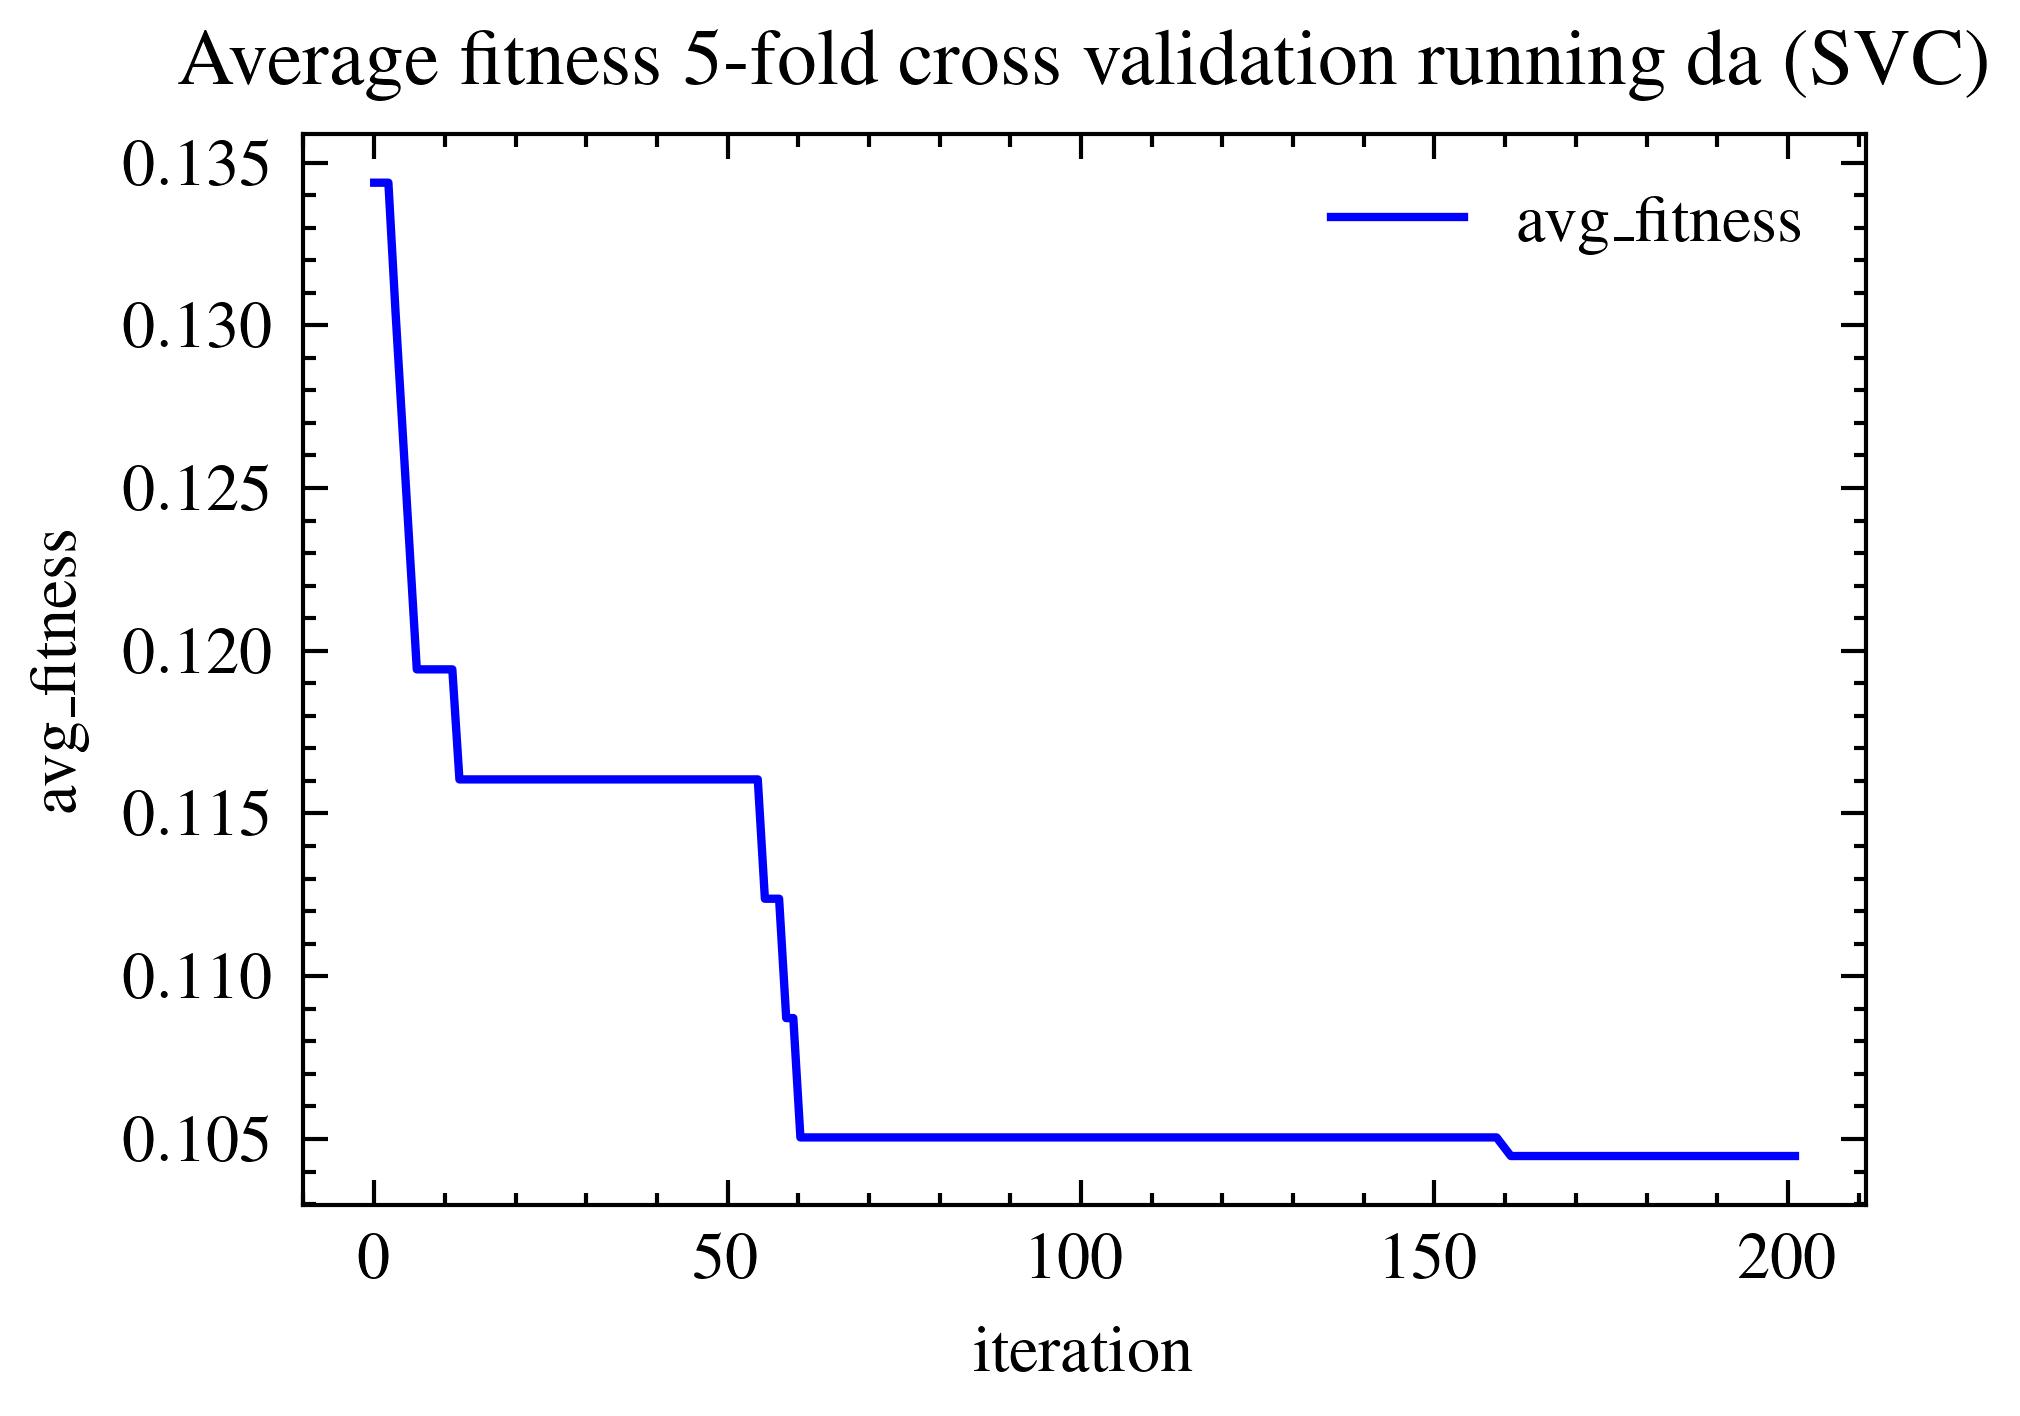 Average fitness 5-fold cross validation running da (SVC)
0.135
avg_fitness
0.130
0.125
0.120
avg_fitness
0.115
0.110
0.105
0 50 100 150 200
iteration